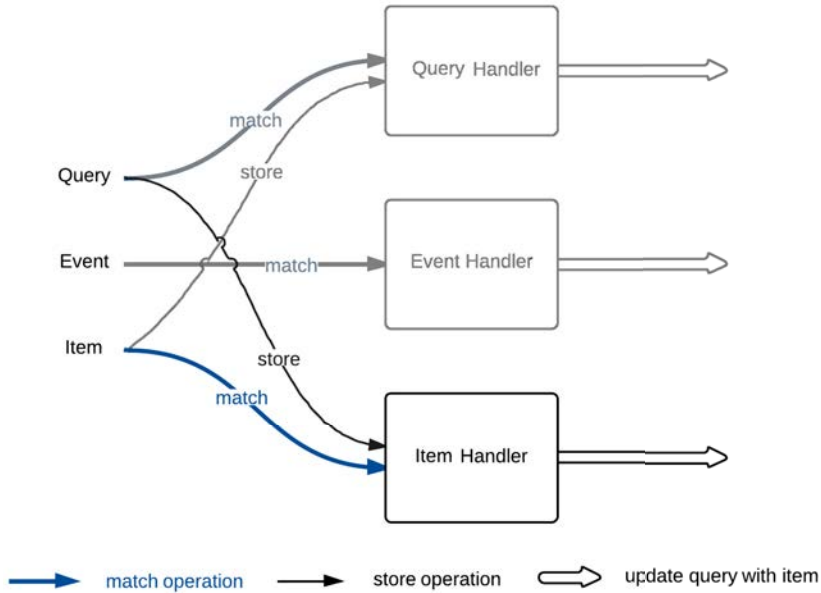 Query Handler
match
store
Query
Event
match
Event Handler
Item
store
match
Item Handler
match operation
store operation
update query with item